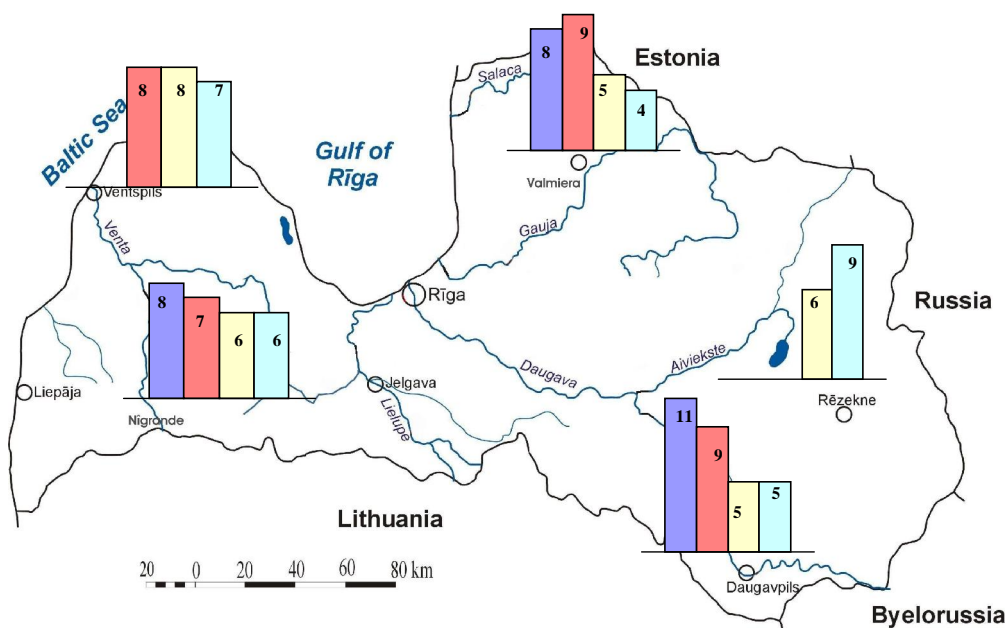 8
9
5
4
Estonia
Salaca
8
8
7
Baltic Sea
Gulf of
Rīga
Valmiera
Ventspils
Venta
Gauja
8
7
6
6
Rīga
6
9
Russia
Liepāja
Jelgava
Daugava
Aiviekste
Rēzekne
Nīgronde
Lielupe
11
9
5
5
Lithuania
20 0 20 40 60 80 km
Daugavpils
Byelorussia